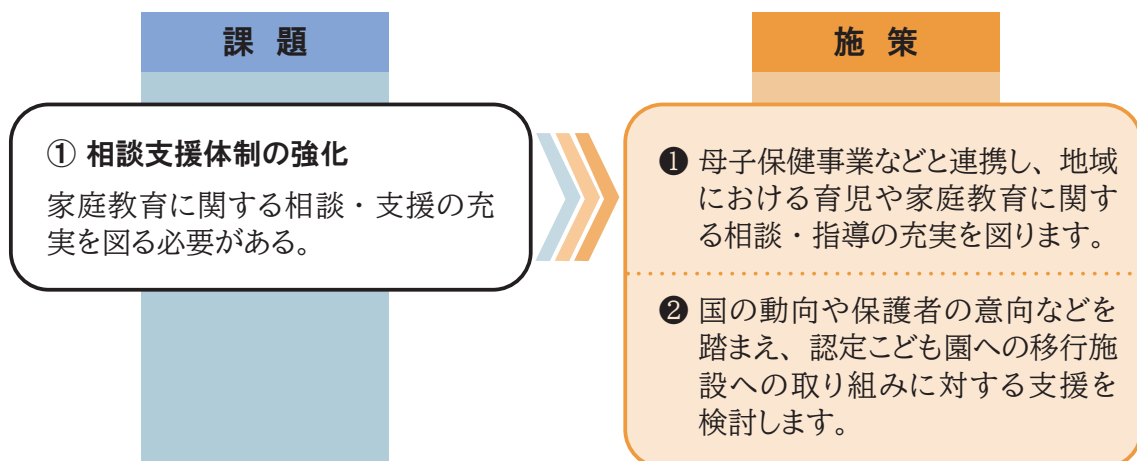 課題
① 相談支援体制の強化
家庭教育に関する相談・支援の充
実を図る必要がある。
施策
❶ 母子保健事業などと連携し、地域
における育児や家庭教育に関す
る相談・指導の充実を図ります。
❷ 国の動向や保護者の意向などを
踏まえ、認定こども園への移行施
設への取り組みに対する支援を
検討します。